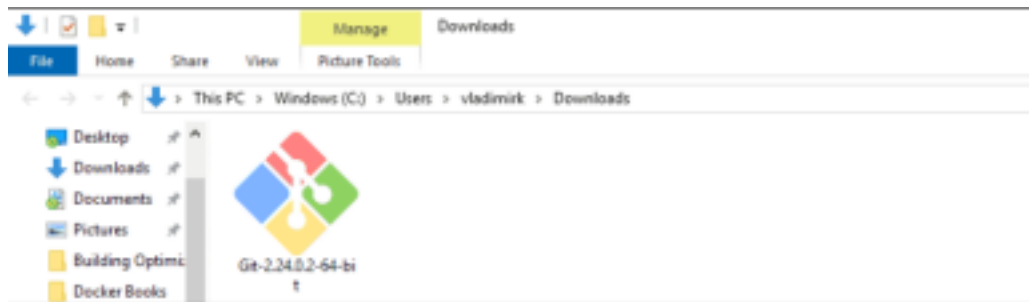 Manage Downloads
File Home Share View Picture Tools
This PC > Windows (C:) > Users > vladimirk > Downloads
Desktop
Downloads
Documents
Pictures
Building Optimiz
Docker Books
Git-2.24.0.2-64-bi
t